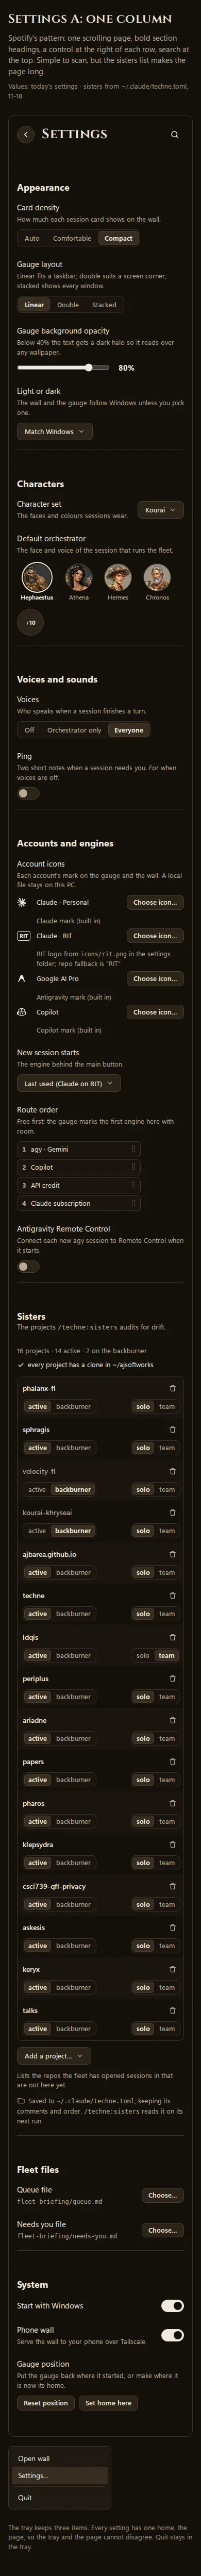 SETTINGS A: ONE COLUMN
Spotify's pattern: one scrolling page, bold section
headings, a control at the right of each row, search at
the top. Simple to scan, but the sisters list makes the
page long.
Values: today's settings · sisters from ~/.claude/techne.toml,
11-18
SETTINGS
Appearance
Card density
How much each session card shows on the wall.
Auto Comfortable Compact
Gauge layout
Linear fits a taskbar; double suits a screen corner;
stacked shows every window.
Linear Double Stacked
Gauge background opacity
Below 40% the text gets a dark halo so it reads over
any wallpaper.
80%
Light or dark
The wall and the gauge follow Windows unless you pick
one.
Match Windows
Characters
Character set
The faces and colours sessions wear.
Kourai
Default orchestrator
The face and voice of the session that runs the fleet.
Hephaestus Athena Hermes Chronos
+10
Voices and sounds
Voices
Who speaks when a session finishes a turn.
Off Orchestrator only Everyone
Ping
Two short notes when a session needs you. For when
voices are off.
Accounts and engines
Account icons
Each account's mark on the gauge and the wall. A local
file stays on this PC.
Claude · Personal Choose icon...
Claude mark (built in)
RIT Claude · RIT Choose icon...
RIT logo from icons/rit.png in the settings
folder; repo fallback is "RIT"
Google AI Pro Choose icon...
Antigravity mark (built in)
Copilot Choose icon...
Copilot mark (built in)
New session starts
The engine behind the main button.
Last used (Claude on RIT)
Route order
Free first: the gauge marks the first engine here with
room.
1 agy · Gemini
2 Copilot
3 API credit
4 Claude subscription
Antigravity Remote Control
Connect each new agy session to Remote Control when
it starts.
Sisters
The projects /techne:sisters audits for drift.
16 projects · 14 active · 2 on the backburner
every project has a clone in ~/ajsoftworks
phalanx-fl
active backburner solo team
sphragis
active backburner solo team
velocity-fl
active backburner solo team
kourai-khryseai
active backburner solo team
ajbarea.github.io
active backburner solo team
techne
active backburner solo team
ldqis
active backburner solo team
periplus
active backburner solo team
ariadne
active backburner solo team
papers
active backburner solo team
pharos
active backburner solo team
klepsydra
active backburner solo team
csci739-qfl-privacy
active backburner solo team
askesis
active backburner solo team
keryx
active backburner solo team
talks
active backburner solo team
Add a project...
Lists the repos the fleet has opened sessions in that
are not here yet.
Saved to ~/.claude/techne.toml, keeping its
comments and order. /techne:sisters reads it on its
next run.
Fleet files
Queue file
fleet-briefing/queue.md
Choose...
Needs you file
fleet-briefing/needs-you.md
Choose...
System
Start with Windows
Phone wall
Serve the wall to your phone over Tailscale.
Gauge position
Put the gauge back where it started, or make where it
is now its home.
Reset position Set home here
Open wall
Settings...
Quit
The tray keeps three items. Every setting has one home, the
page, so the tray and the page cannot disagree. Quit stays in
the tray.